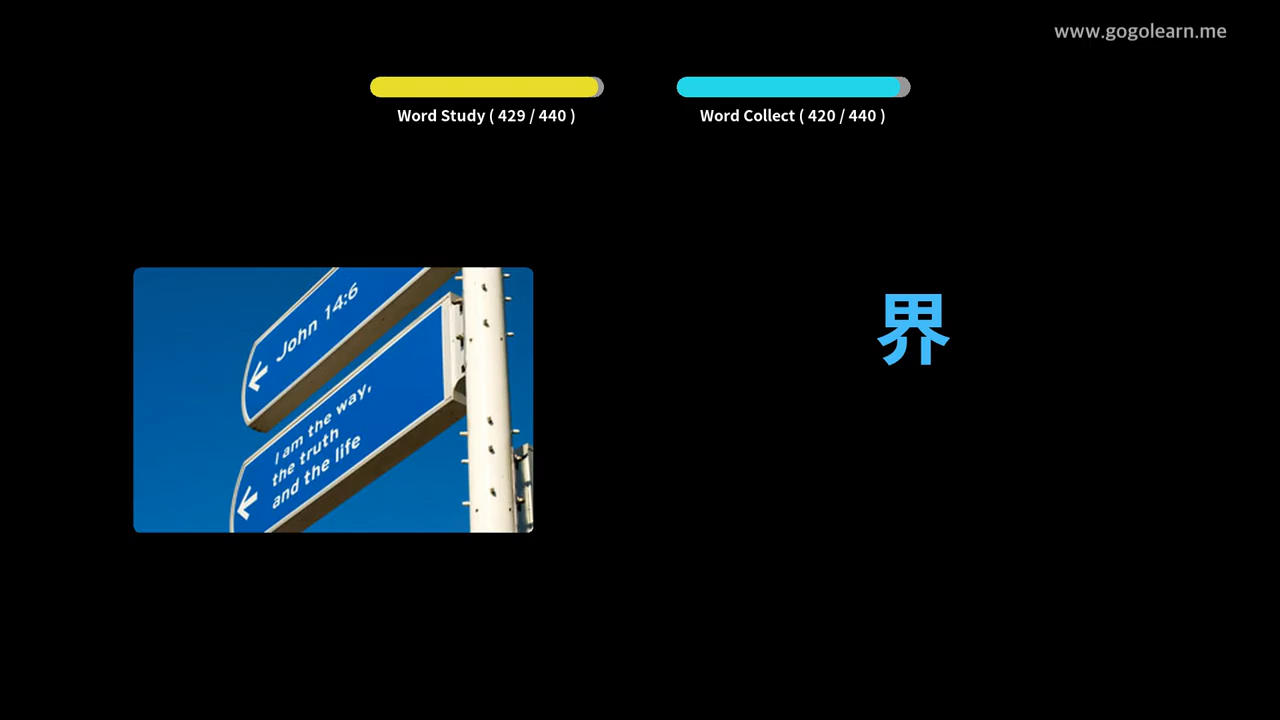 www.gogolearn.me
Word Study ( 429 / 440 )
Word Collect ( 420 / 440 )
John 14:6
I am the way,
the truth
and the life
界